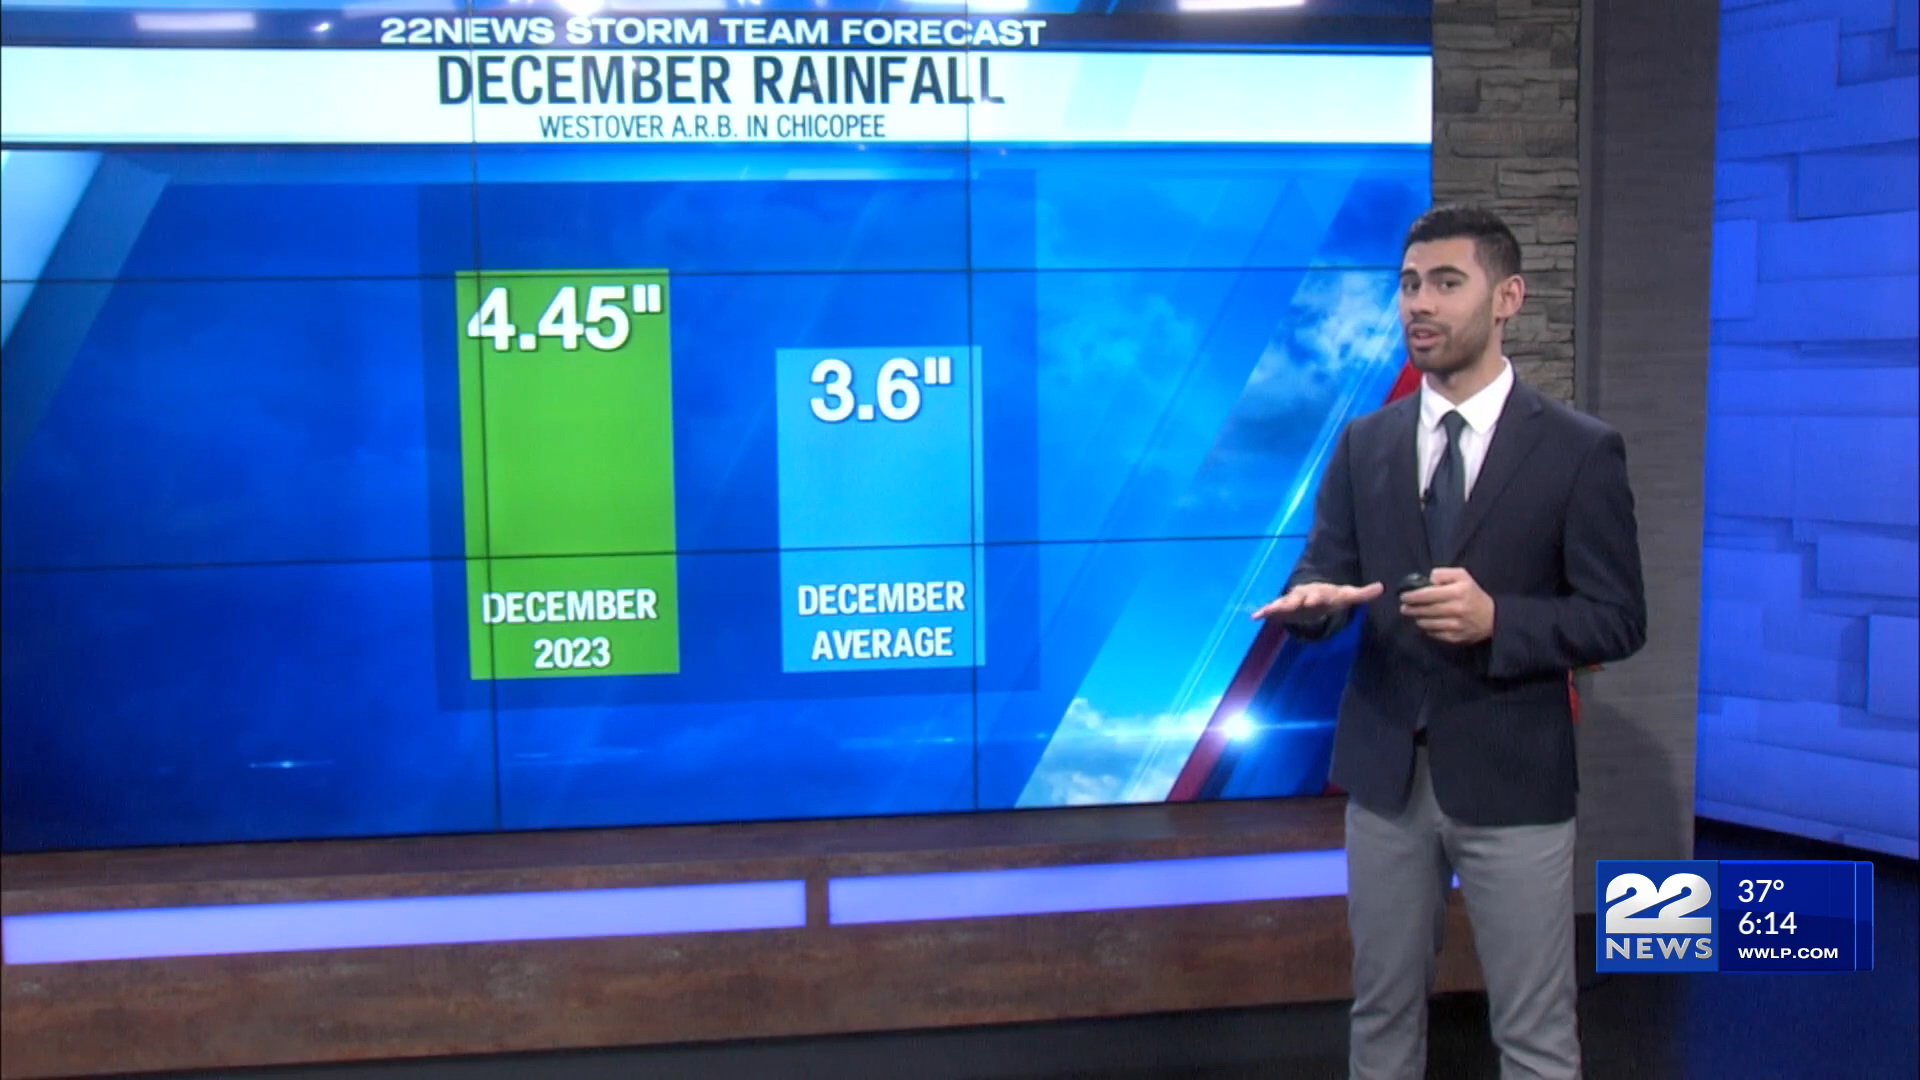 22NEWS STORM TEAM FORECAST
DECEMBER RAINFALL
WESTOVER A.R.B. IN CHICOPEE
4.45"
DECEMBER
2023
3.6"
DECEMBER
AVERAGE
22
NEWS
37°
6:14
WWLP.COM